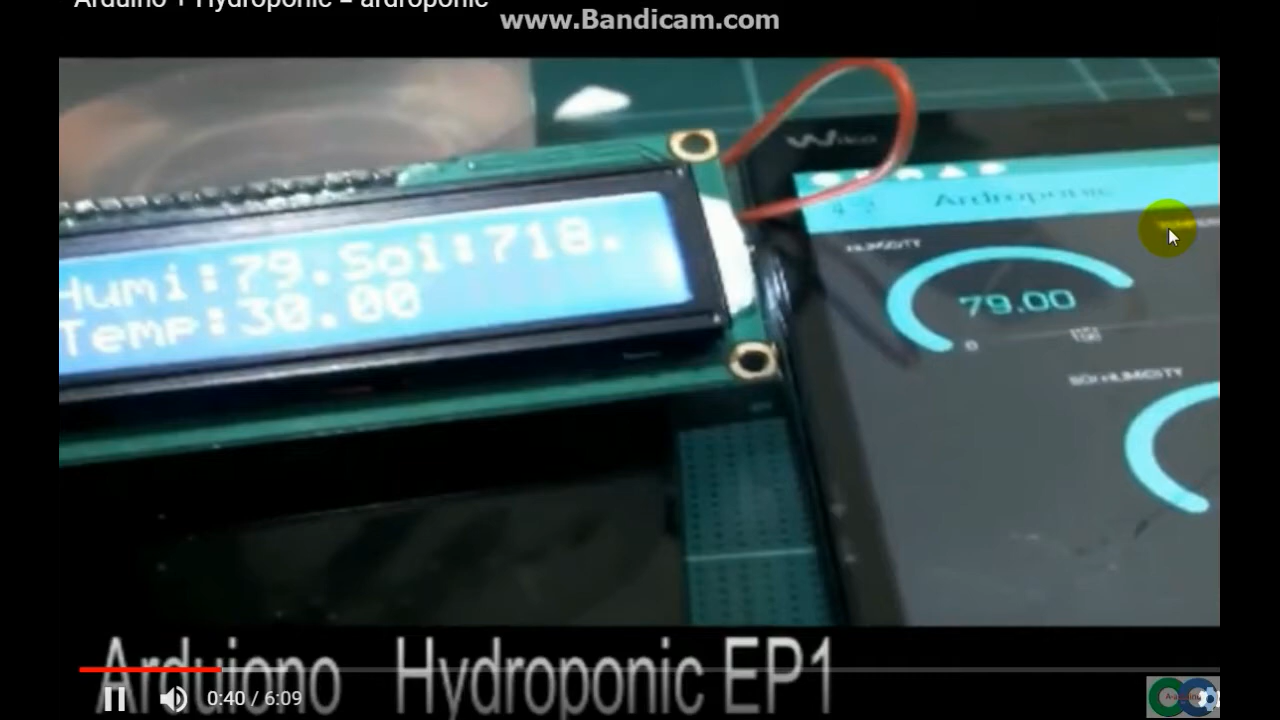 Arduino + Hydroponic = ardroponic
www.Bandicam.com
Wiko
Ardroponic
Humi:79.Soi:718.
Temp:30.00
HUMIDITY
79.00
0
SOI HUMIDITY
Arduiono Hydroponic EP1
0:40 / 6:09